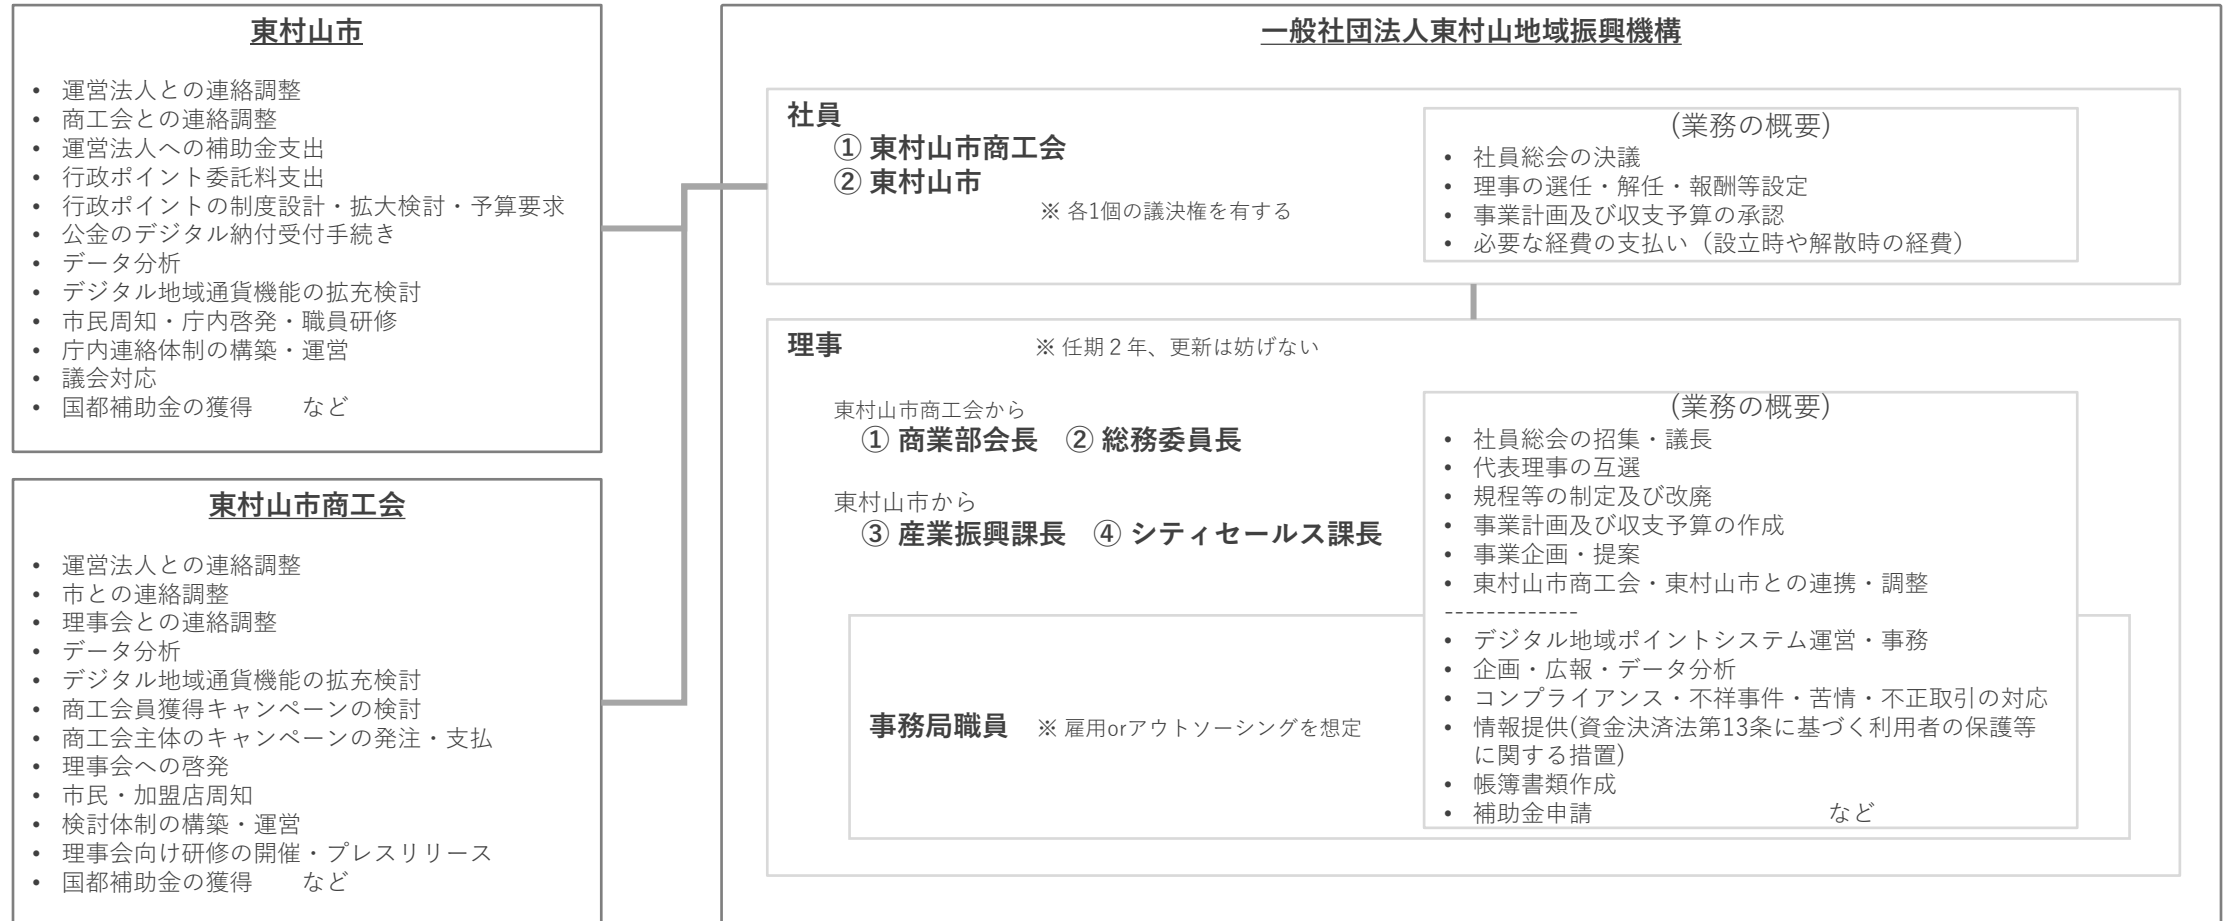 東村山市
• 運営法人との連絡調整
• 商工会との連絡調整
• 運営法人への補助金支出
• 行政ポイント委託料支出
• 行政ポイントの制度設計・拡大検討・予算要求
• 公金のデジタル納付受付手続き
• データ分析
• デジタル地域通貨機能の拡充検討
• 市民周知・庁内啓発・職員研修
• 庁内連絡体制の構築・運営
• 議会対応
• 国都補助金の獲得　　など
東村山市商工会
• 運営法人との連絡調整
• 市との連絡調整
• 理事会との連絡調整
• データ分析
• デジタル地域通貨機能の拡充検討
• 商工会員獲得キャンペーンの検討
• 商工会主体のキャンペーンの発注・支払
• 理事会への啓発
• 市民・加盟店周知
• 検討体制の構築・運営
• 理事会向け研修の開催・プレスリリース
• 国都補助金の獲得　　など
一般社団法人東村山地域振興機構
社員
① 東村山市商工会
② 東村山市
※ 各1個の議決権を有する
(業務の概要)
• 社員総会の決議
• 理事の選任・解任・報酬等設定
• 事業計画及び収支予算の承認
• 必要な経費の支払い（設立時や解散時の経費）
理事　　※ 任期２年、更新は妨げない
東村山市商工会から
① 商業部会長　② 総務委員長
東村山市から
③ 産業振興課長　④ シティセールス課長
事務局職員　※ 雇用orアウトソーシングを想定
(業務の概要)
• 社員総会の招集・議長
• 代表理事の互選
• 規程等の制定及び改廃
• 事業計画及び収支予算の作成
• 事業企画・提案
• 東村山市商工会・東村山市との連携・調整
-------------
• デジタル地域ポイントシステム運営・事務
• 企画・広報・データ分析
• コンプライアンス・不祥事件・苦情・不正取引の対応
• 情報提供(資金決済法第13条に基づく利用者の保護等
に関する措置)
• 帳簿書類作成
• 補助金申請　　など